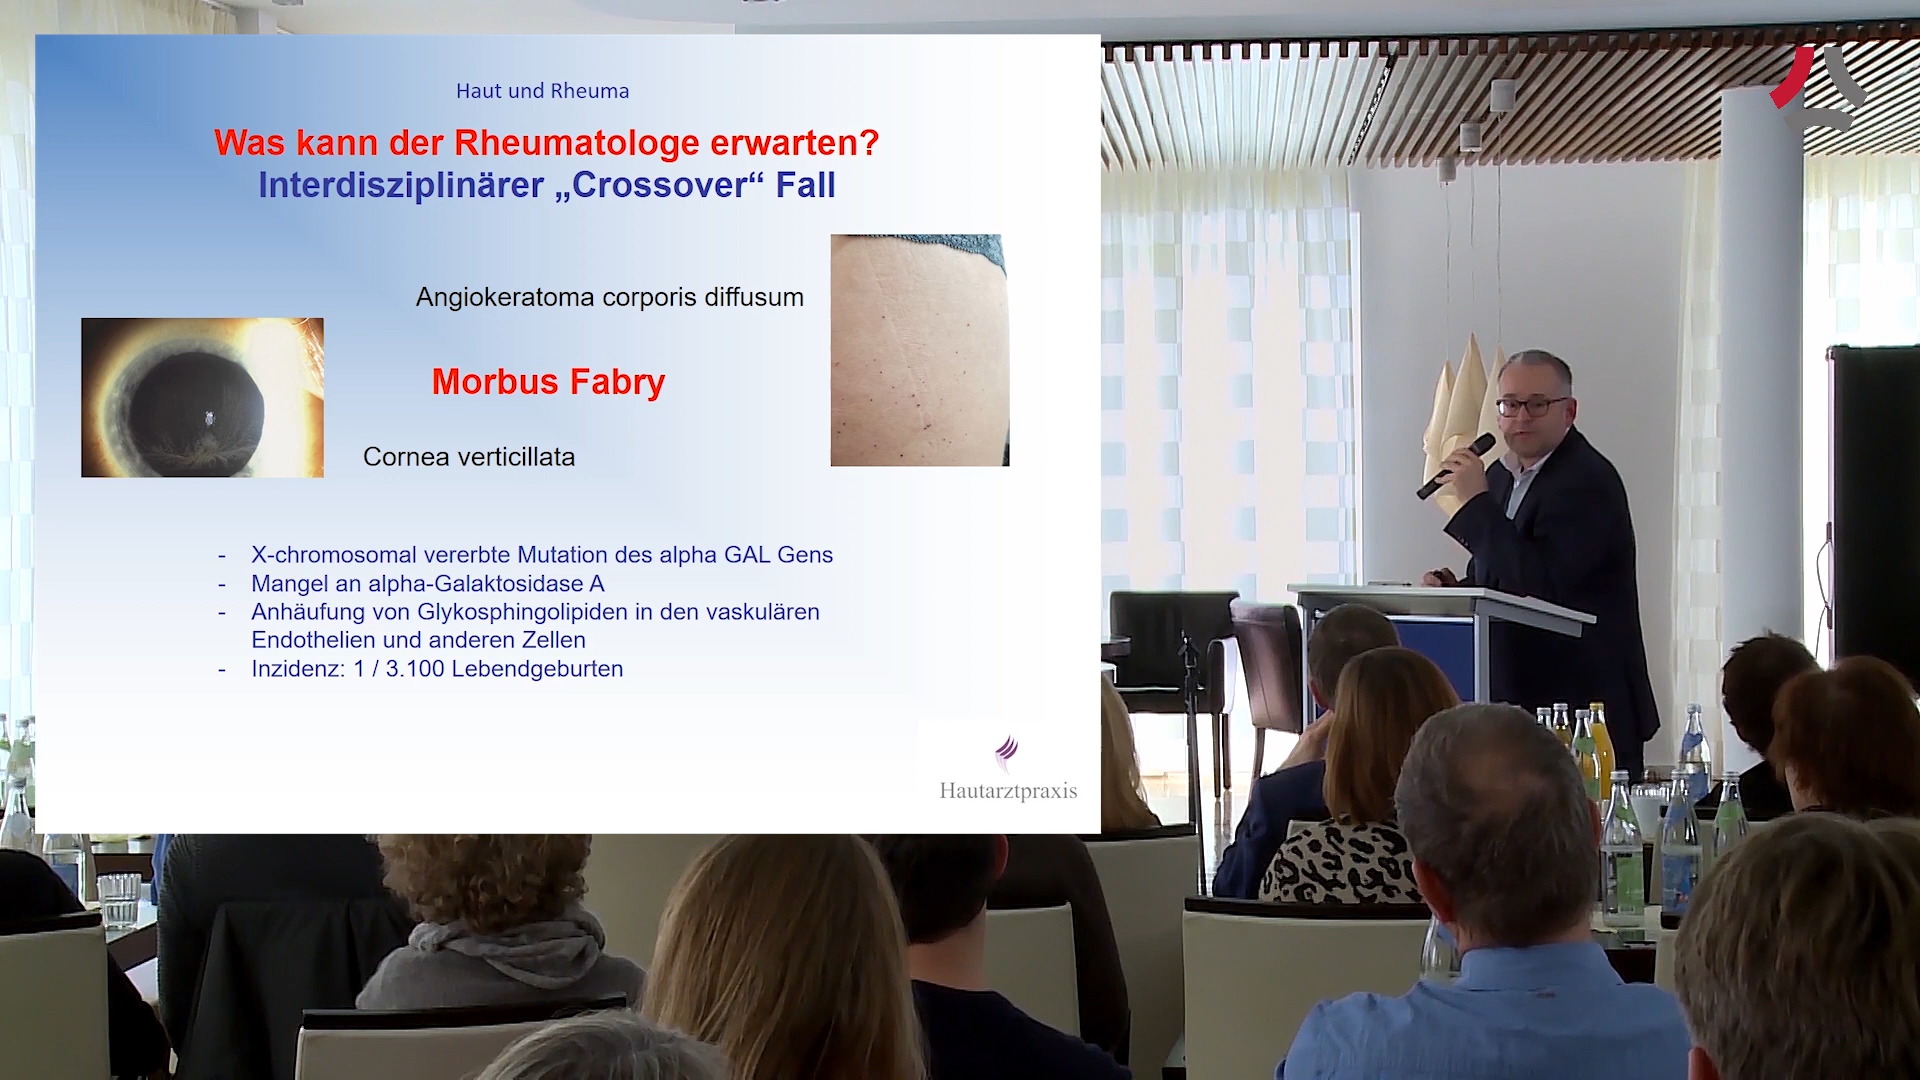 Haut und Rheuma
Was kann der Rheumatologe erwarten?
Interdisziplinärer „Crossover“ Fall
Angiokeratoma corporis diffusum
Morbus Fabry
Cornea verticillata
- X-chromosomal vererbte Mutation des alpha GAL Gens
- Mangel an alpha-Galaktosidase A
- Anhäufung von Glykosphingolipiden in den vaskulären
Endothelien und anderen Zellen
- Inzidenz: 1 / 3.100 Lebendgeburten
Hautarztpraxis